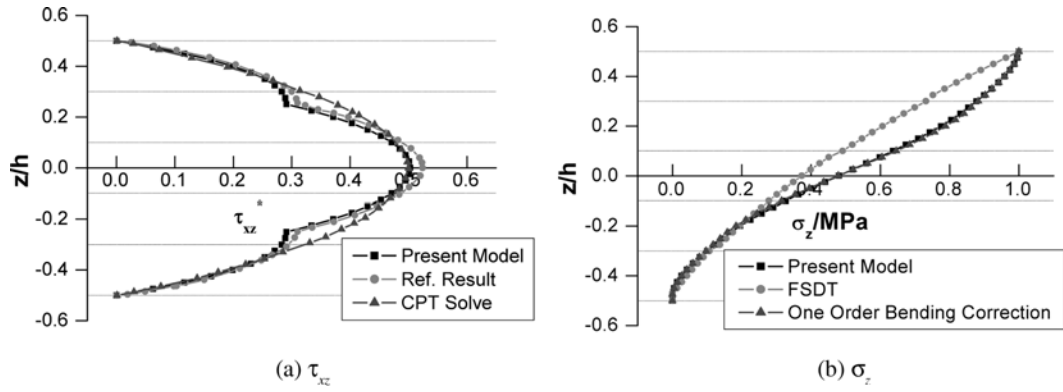 0.6
0.4
0.2
0.0
-0.2
-0.4
-0.6
z/h
0.0 0.1 0.2 0.3 0.4 0.5 0.6
τxz*
Present Model
Ref. Result
CPT Solve
(a) τxz
0.6
0.4
0.2
0.0
-0.2
-0.4
-0.6
z/h
0.0 0.2 0.4 0.6 0.8 1.0
σz/MPa
Present Model
FSDT
One Order Bending Correction
(b) σz